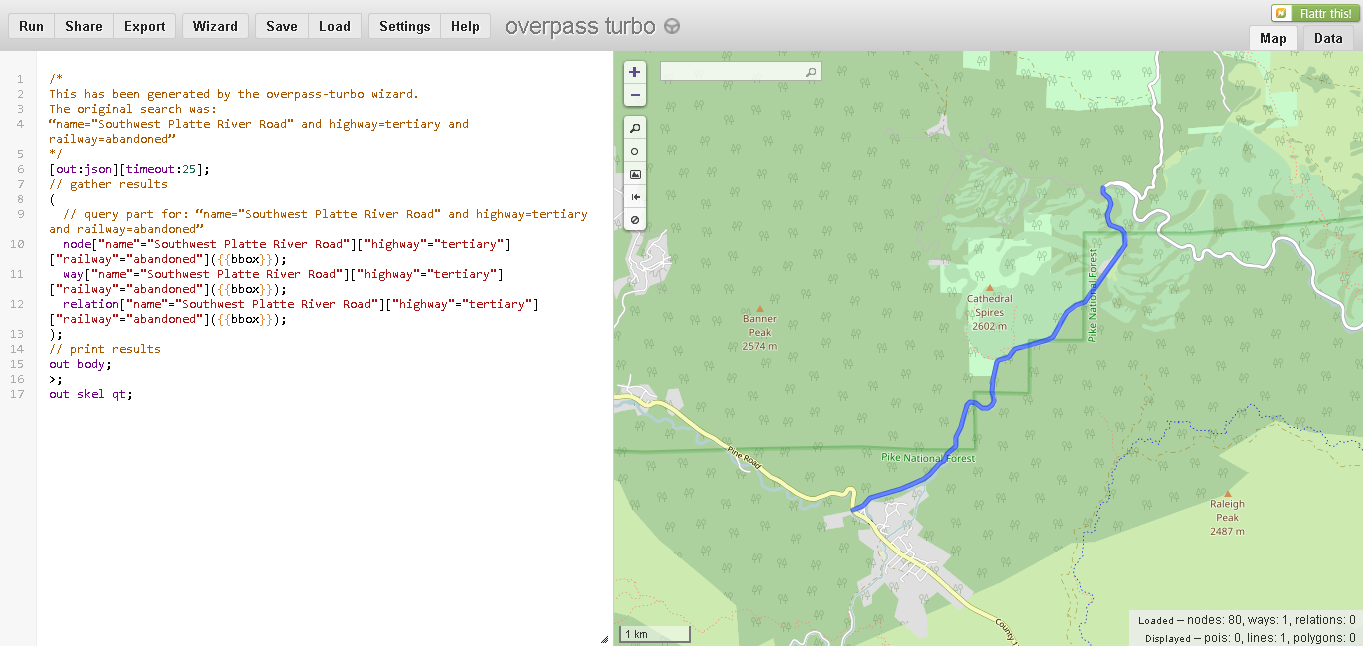 Run Share Export Wizard Save Load Settings Help overpass turbo
Flattr this!
Map Data
1 /*
2 This has been generated by the overpass-turbo wizard.
3 The original search was:
4 “name="Southwest Platte River Road" and highway=tertiary and
railway=abandoned”
5 */
6 [out:json][timeout:25];
7 // gather results
8 (
9 // query part for: “name="Southwest Platte River Road" and highway=tertiary
and railway=abandoned”
10 node["name"="Southwest Platte River Road"]["highway"="tertiary"]
["railway"="abandoned"]({{bbox}});
11 way["name"="Southwest Platte River Road"]["highway"="tertiary"]
["railway"="abandoned"]({{bbox}});
12 relation["name"="Southwest Platte River Road"]["highway"="tertiary"]
["railway"="abandoned"]({{bbox}});
13 );
14 // print results
15 out body;
16 >;
17 out skel qt;
+
−
Pike National Forest
Cathedral
Spires
2602 m
Banner
Peak
2574 m
Pine Road
Pike National Forest
Raleigh
Peak
2487 m
County
1 km
Loaded – nodes: 80, ways: 1, relations: 0
Displayed – pois: 0, lines: 1, polygons: 0